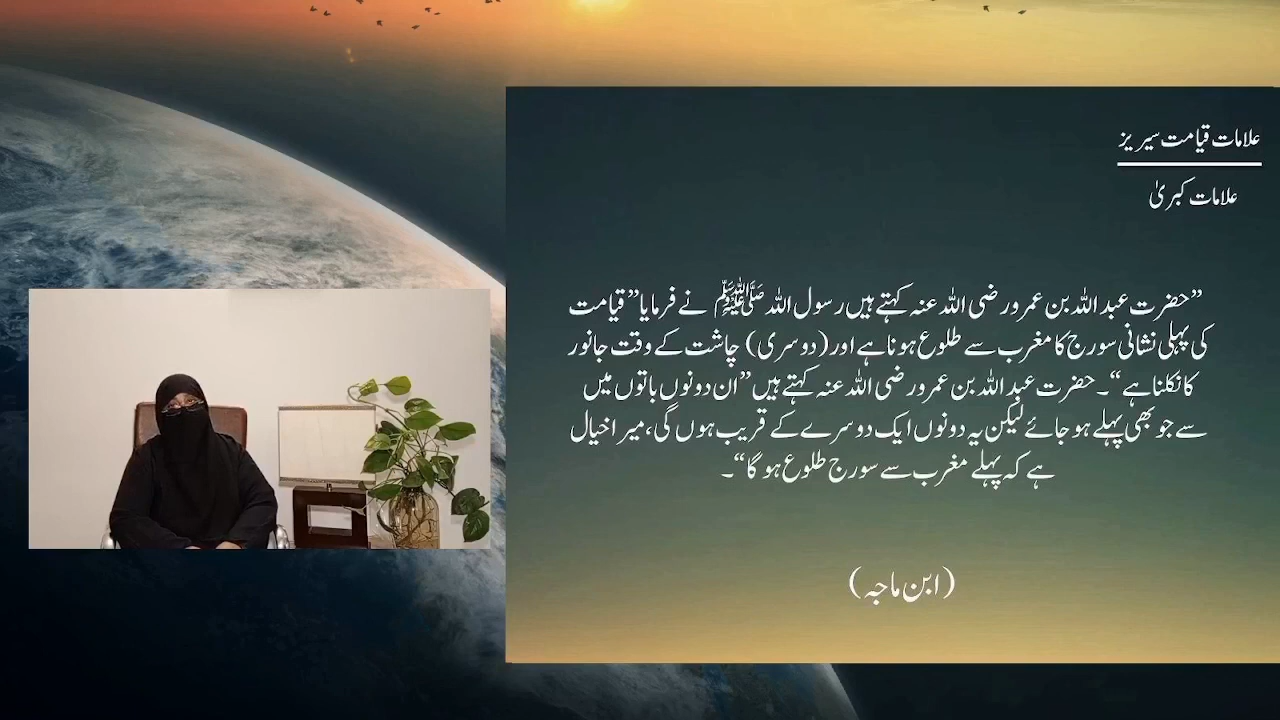 علامات قیامت سیریز
علامات کبریٰ
”حضرت عبد اللہ بن عمرو رضی اللہ عنہ کہتے ہیں رسول اللہ ﷺ نے فرمایا ”قیامت
کی پہلی نشانی سورج کا مغرب سے طلوع ہونا ہے اور (دوسری) چاشت کے وقت جانور
کا نکلنا ہے“۔ حضرت عبد اللہ بن عمرو رضی اللہ عنہ کہتے ہیں ”ان دونوں باتوں میں
سے جو بھی پہلے ہو جائے لیکن یہ دونوں ایک دوسرے کے قریب ہوں گی، میرا خیال
ہے کہ پہلے مغرب سے سورج طلوع ہو گا“۔
(ابن ماجہ)